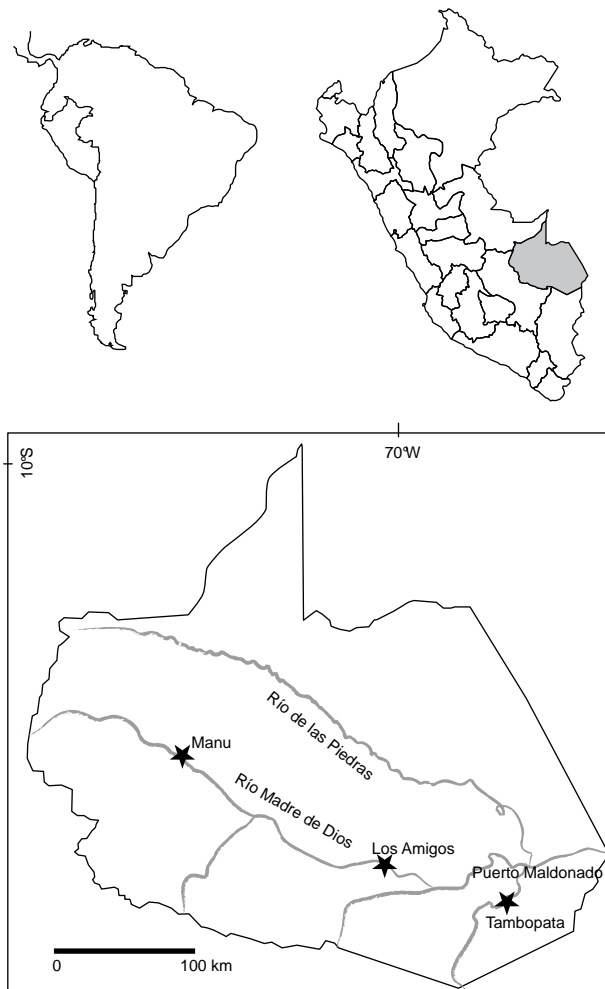 70°W
10°S
Río de las Piedras
Manu
Río Madre de Dios
Los Amigos
Puerto Maldonado
Tambopata
0
100 km